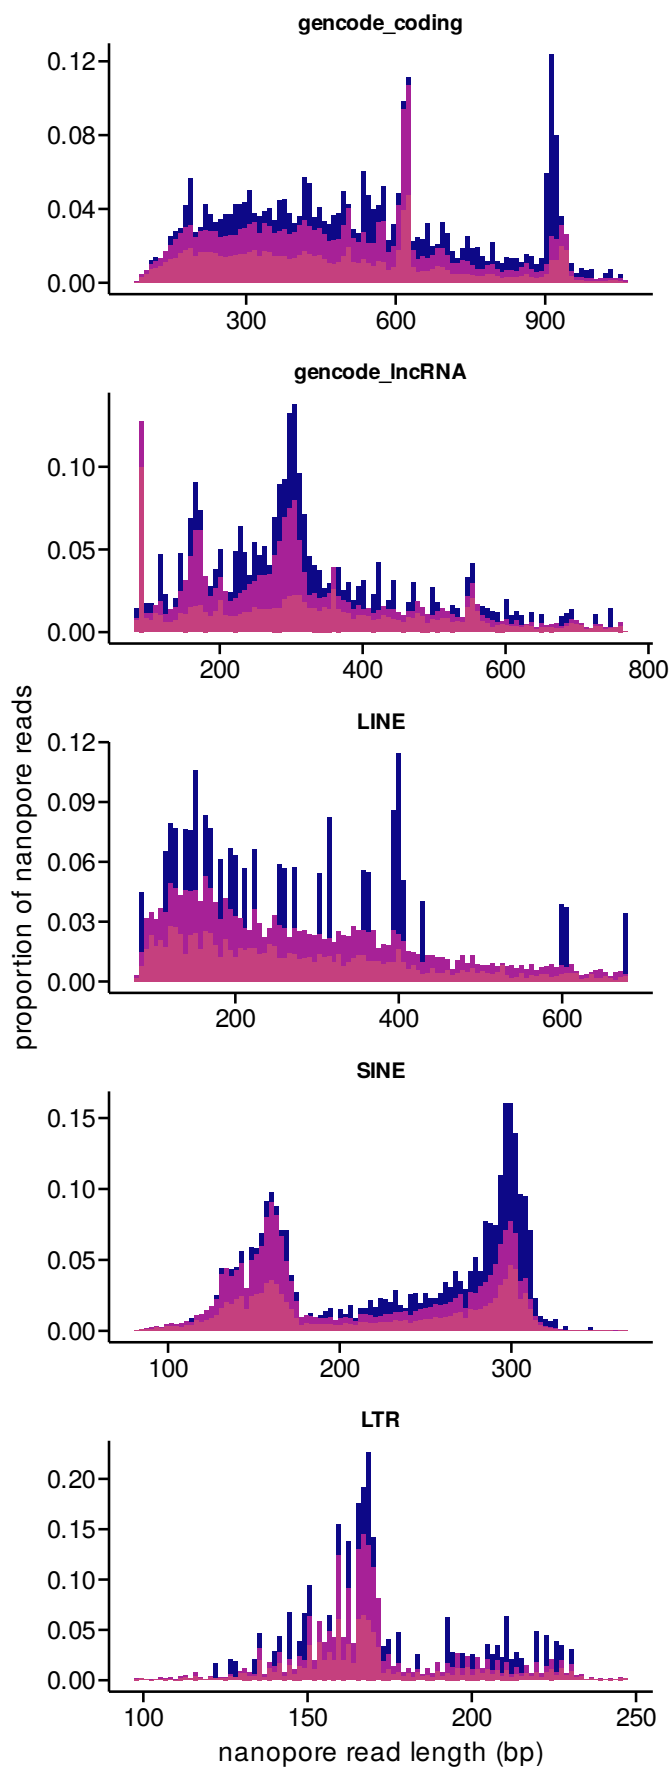 gencode_coding
0.12
0.08
0.04
0.00
300 600 900
gencode_lncRNA
0.10
0.05
0.00
200 400 600 800
LINE
0.12
0.09
0.06
0.03
0.00
200 400 600
proportion of nanopore reads
SINE
0.15
0.10
0.05
0.00
100 200 300
LTR
0.20
0.15
0.10
0.05
0.00
100 150 200 250
nanopore read length (bp)